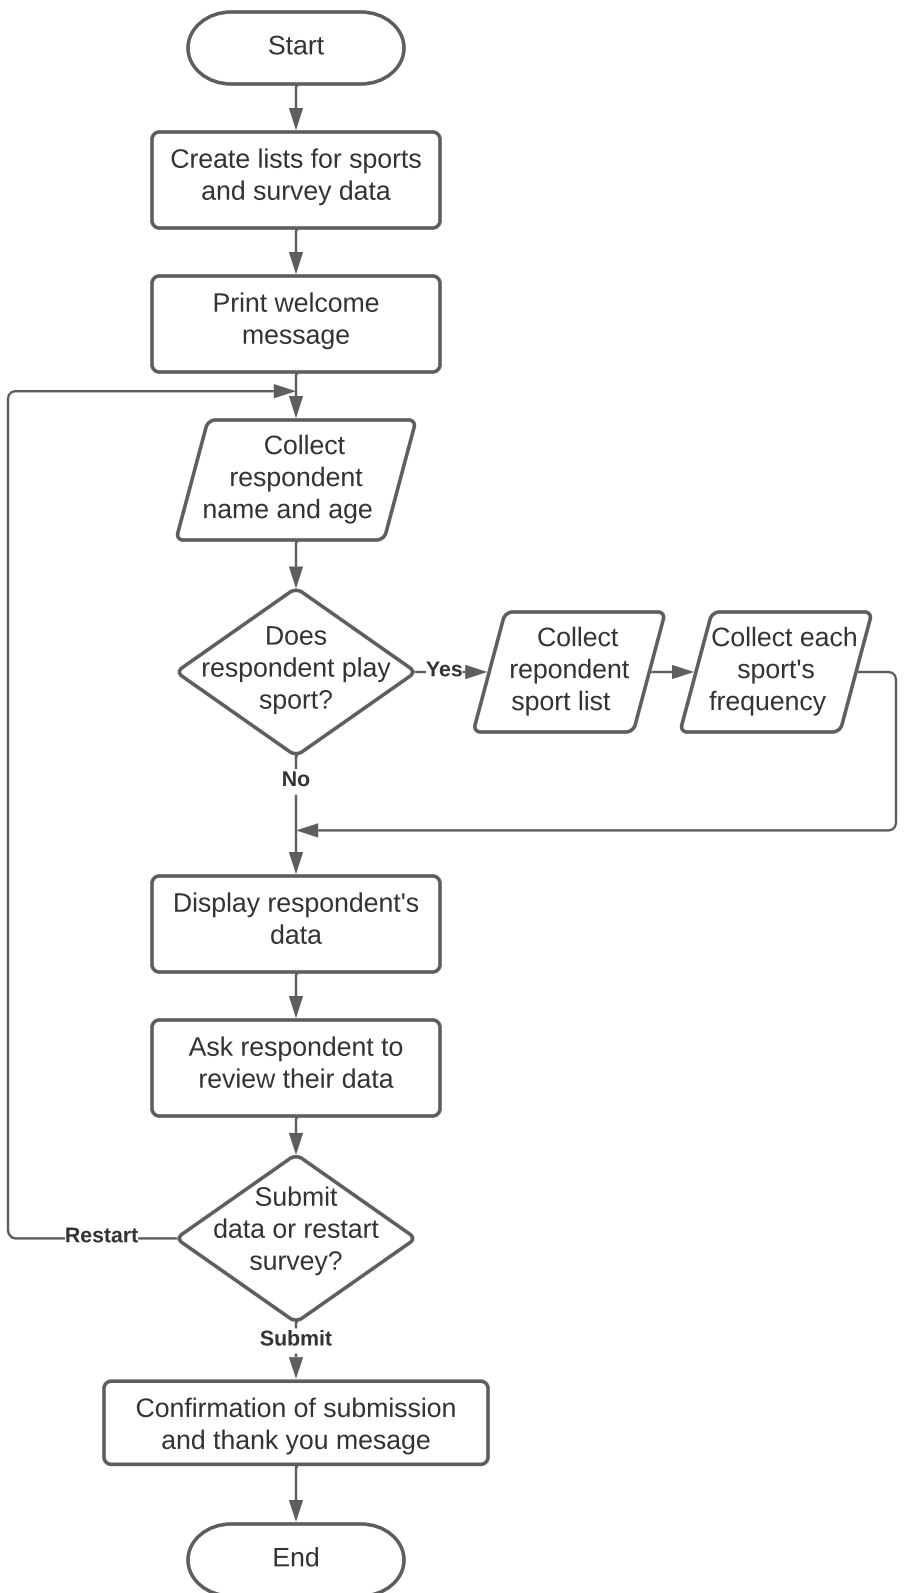 Start
Create lists for sports
and survey data
Print welcome
message
Collect
respondent
name and age
Does
respondent play
sport?
Yes
Collect
repondent
sport list
Collect each
sport's
frequency
No
Display respondent's
data
Ask respondent to
review their data
Submit
data or restart
survey?
Restart
Submit
Confirmation of submission
and thank you mesage
End